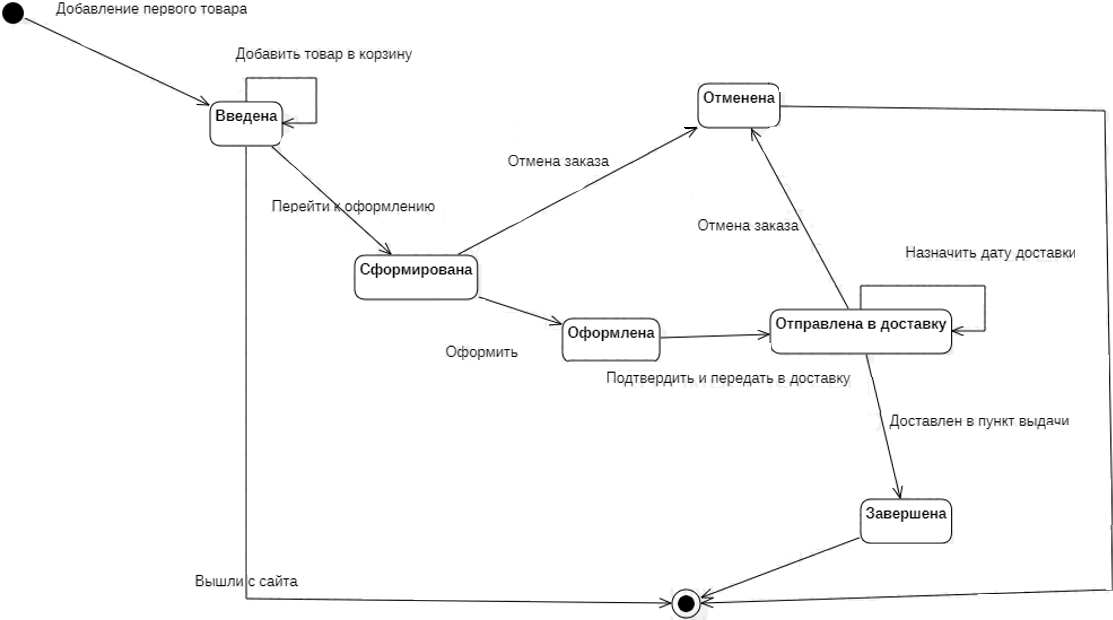 Добавление первого товара
Добавить товар в корзину
Введена
Отменена
Отмена заказа
Перейти к оформлению
Отмена заказа
Назначить дату доставки
Сформирована
Оформлена
Отправлена в доставку
Оформить
Подтвердить и передать в доставку
Доставлен в пункт выдачи
Завершена
Вышли с сайта